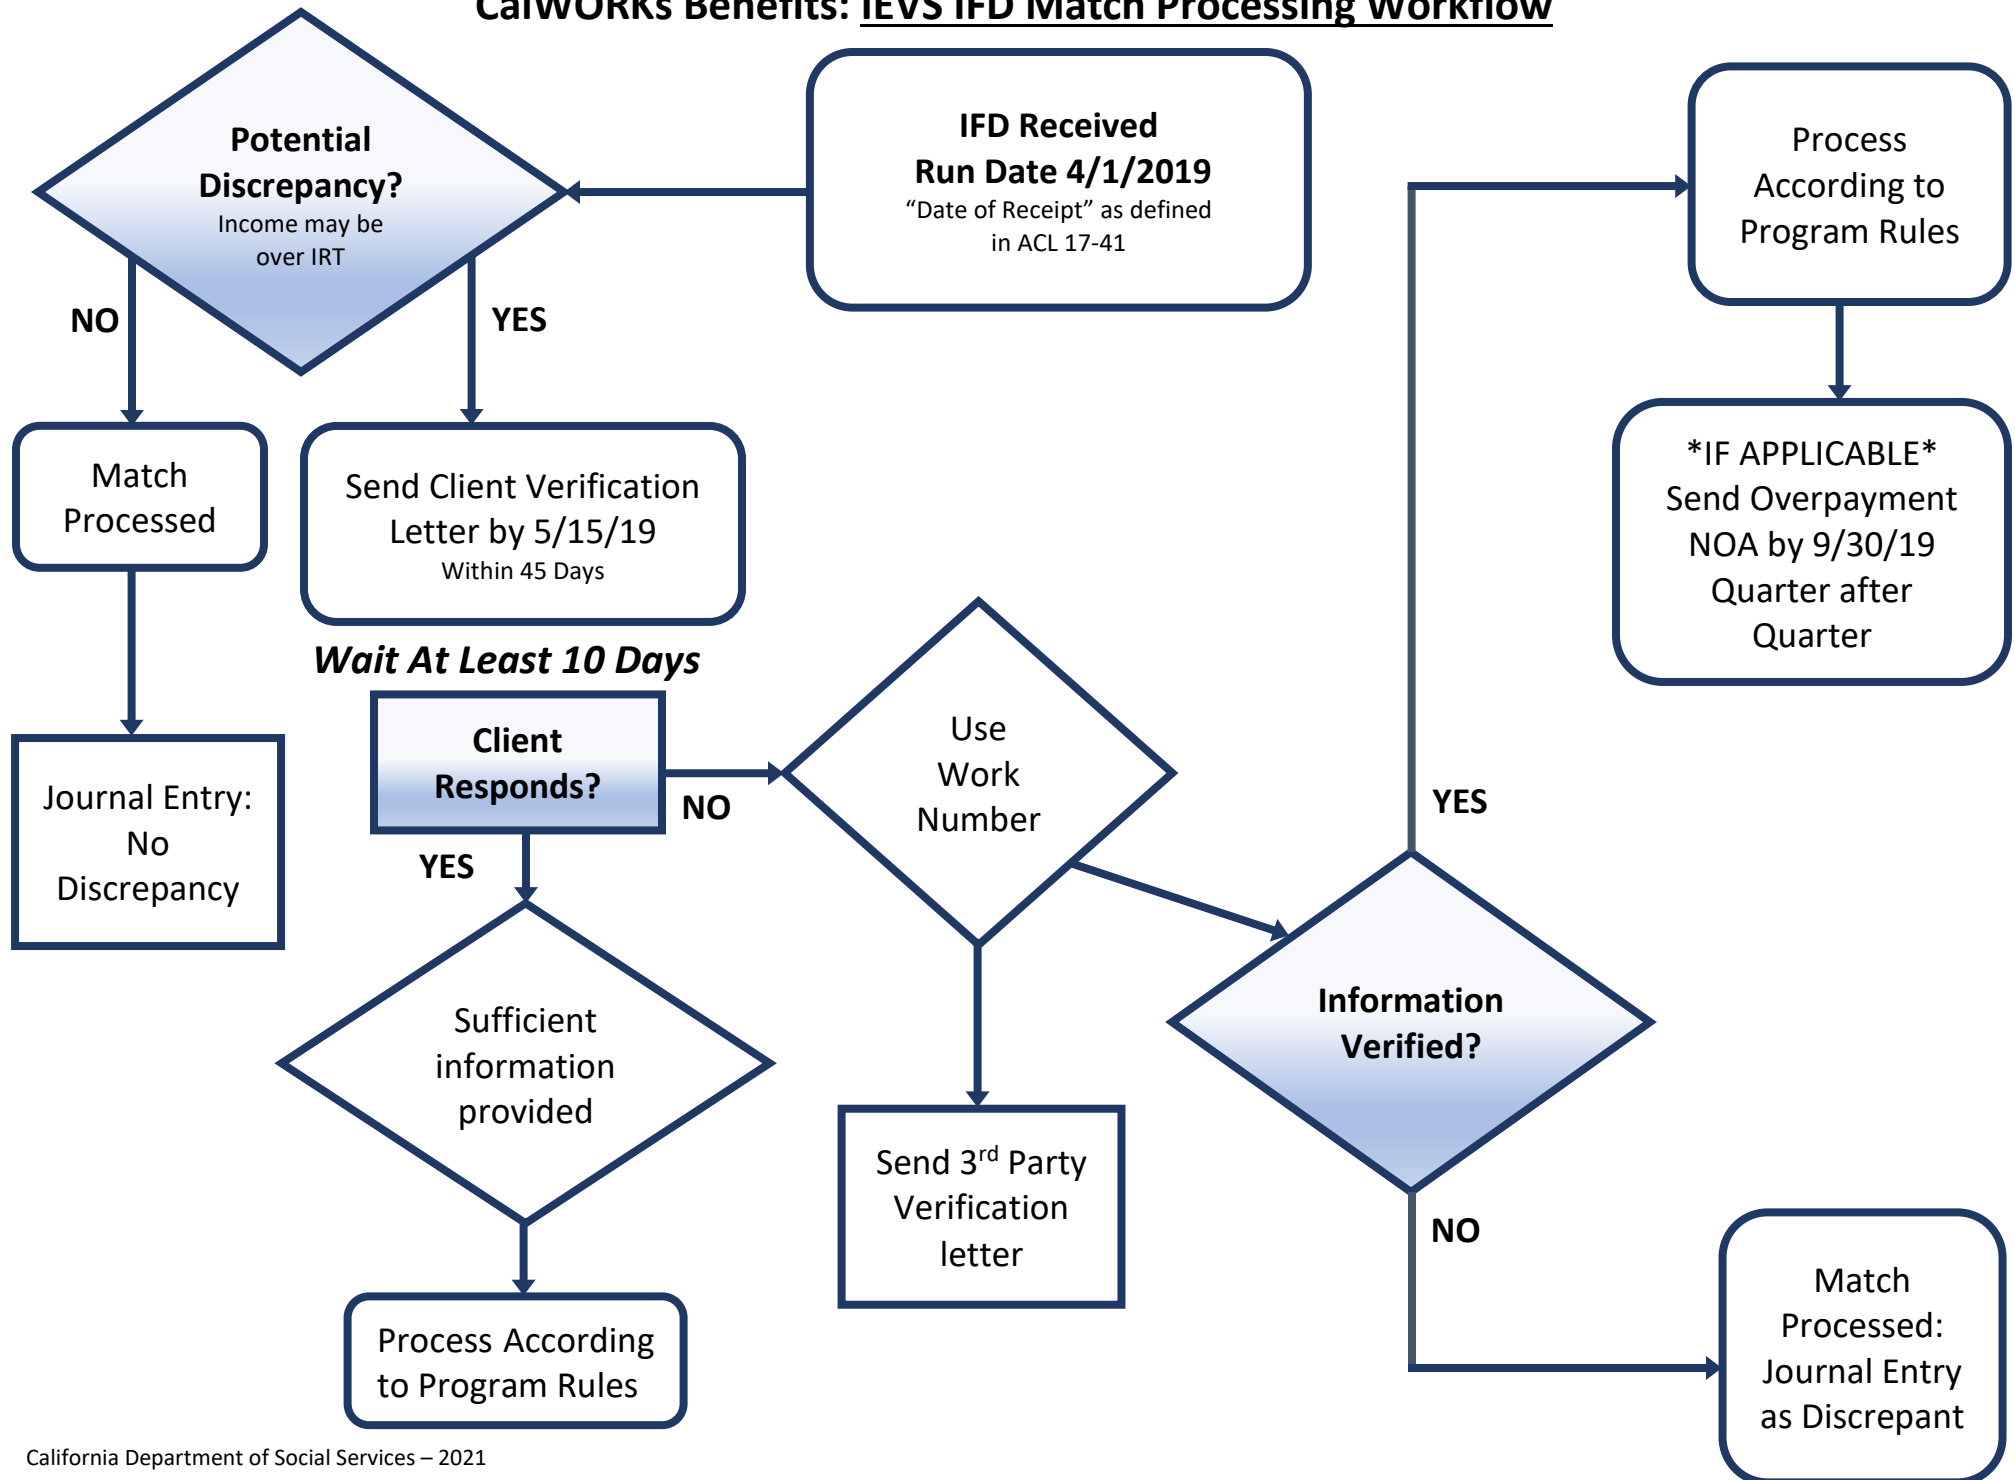 CalWORKs Benefits: IEVS IFD Match Processing Workflow
IFD Received
Run Date 4/1/2019
“Date of Receipt” as defined
in ACL 17-41
Potential
Discrepancy?
Income may be
over IRT
NO
YES
Match
Processed
Journal Entry:
No
Discrepancy
Send Client Verification
Letter by 5/15/19
Within 45 Days
Wait At Least 10 Days
Client
Responds?
NO
YES
Sufficient
information
provided
Process According
to Program Rules
Use
Work
Number
Send 3rd Party
Verification
letter
Information
Verified?
YES
NO
Process
According to
Program Rules
*IF APPLICABLE*
Send Overpayment
NOA by 9/30/19
Quarter after
Quarter
Match
Processed:
Journal Entry
as Discrepant
California Department of Social Services – 2021